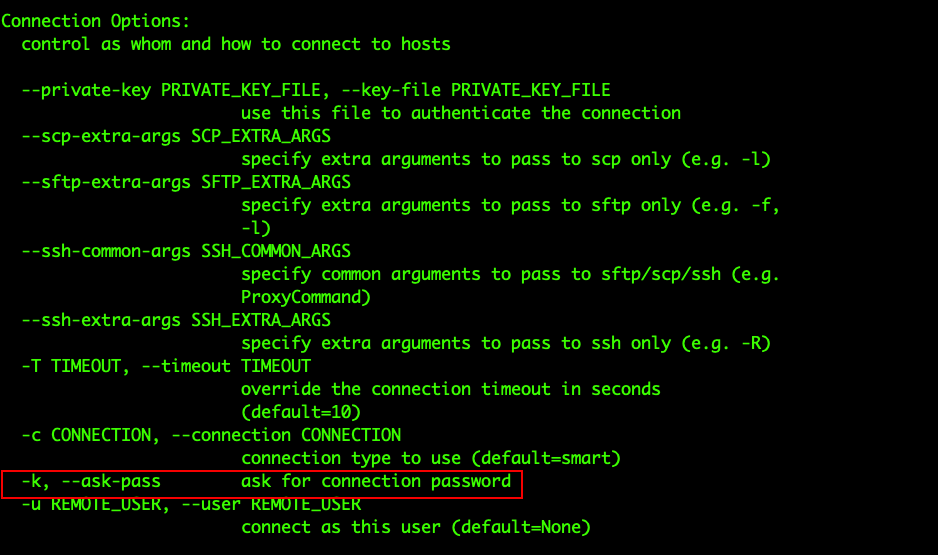 Connection Options:
control as whom and how to connect to hosts
--private-key PRIVATE_KEY_FILE, --key-file PRIVATE_KEY_FILE
use this file to authenticate the connection
--scp-extra-args SCP_EXTRA_ARGS
specify extra arguments to pass to scp only (e.g. -l)
--sftp-extra-args SFTP_EXTRA_ARGS
specify extra arguments to pass to sftp only (e.g. -f,
-l)
--ssh-common-args SSH_COMMON_ARGS
specify common arguments to pass to sftp/scp/ssh (e.g.
ProxyCommand)
--ssh-extra-args SSH_EXTRA_ARGS
specify extra arguments to pass to ssh only (e.g. -R)
-T TIMEOUT, --timeout TIMEOUT
override the connection timeout in seconds
(default=10)
-c CONNECTION, --connection CONNECTION
connection type to use (default=smart)
-k, --ask-pass ask for connection password
-u REMOTE_USER, --user REMOTE_USER
connect as this user (default=None)